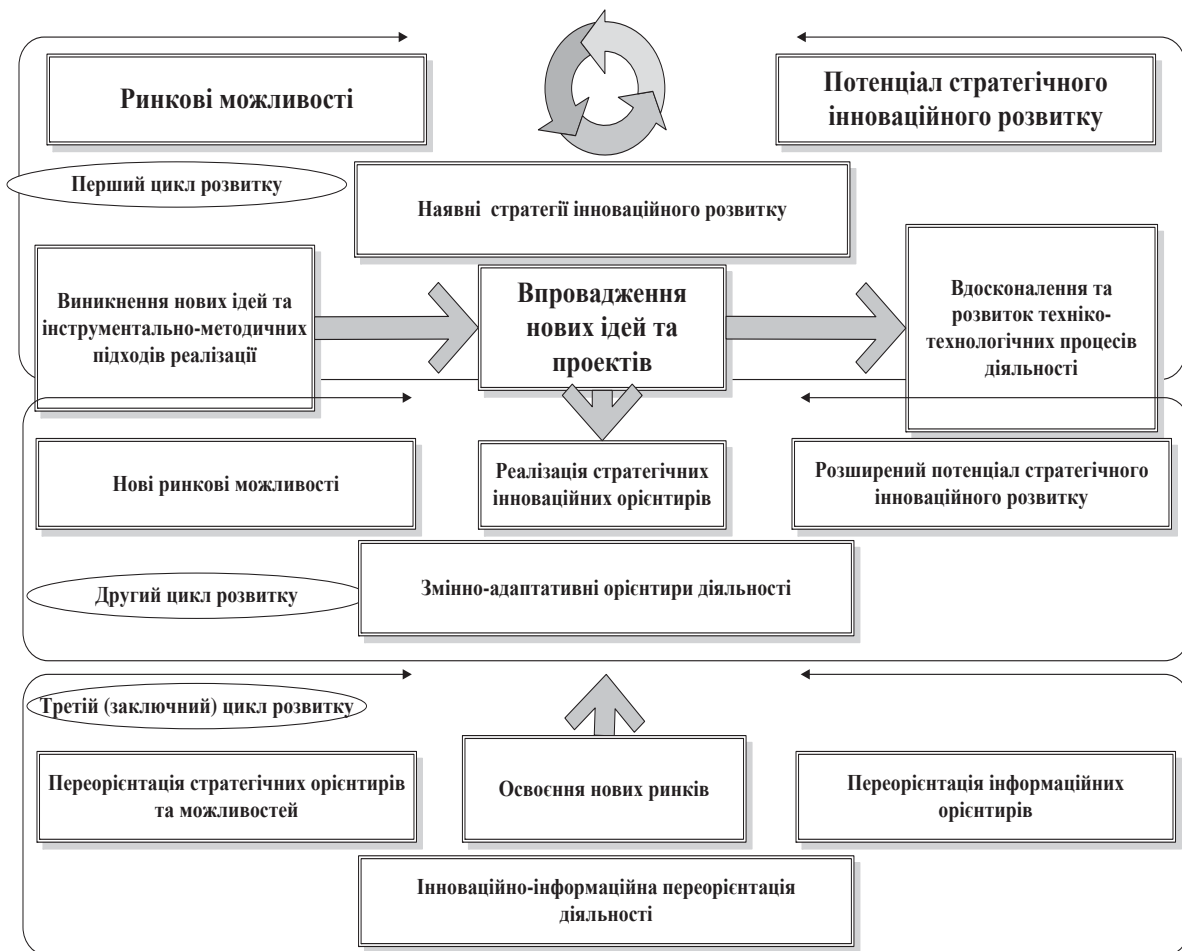 Ринкові можливості
Потенціал стратегічного
інноваційного розвитку
Перший цикл розвитку
Наявні стратегії інноваційного розвитку
Виникнення нових ідей та
інструментально-методичних
підходів реалізації
Впровадження
нових ідей та
проектів
Вдосконалення та
розвиток техніко-
технологічних процесів
діяльності
Нові ринкові можливості
Реалізація стратегічних
інноваційних орієнтирів
Розширений потенціал стратегічного
інноваційного розвитку
Другий цикл розвитку
Змінно-адаптативні орієнтири діяльності
Третій (заключний) цикл розвитку
Переорієнтація стратегічних орієнтирів
та можливостей
Освоєння нових ринків
Переорієнтація інформаційних
орієнтирів
Інноваційно-інформаційна переорієнтація
діяльності